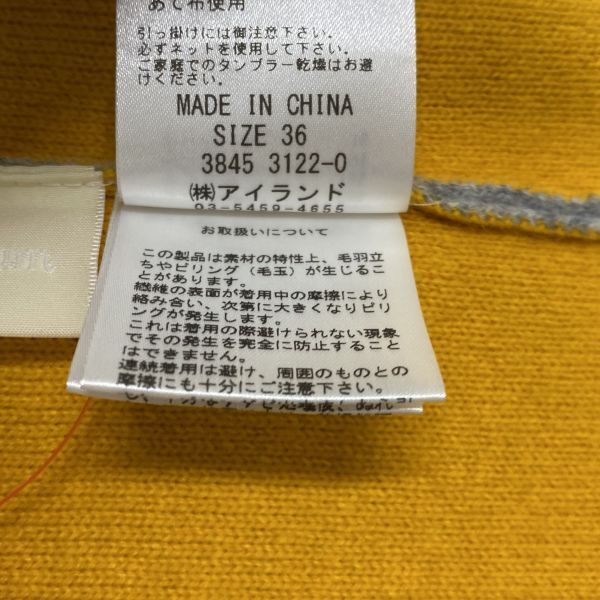 あて布使用
引っ掛けには御注意下さい。
必ずネットを使用して下さい。
ご家庭でのタンブラー乾燥はお避
けください。
MADE IN CHINA
SIZE 36
3845 3122-0
(株)アイランド
03-5459-4655
お取扱いについて
この製品は素材の特性上、毛羽立
ちやピリング(毛玉)が生じるこ
とがあります。
繊維の表面が着用中の摩擦により
絡み合い、次第に大きくなりピリ
ングが発生します。
これは着用の際避けられない現象
でその発生を完全に防止すること
はできません。
連続着用は避け、周囲のものとの
摩擦にも十分にご注意下さい。